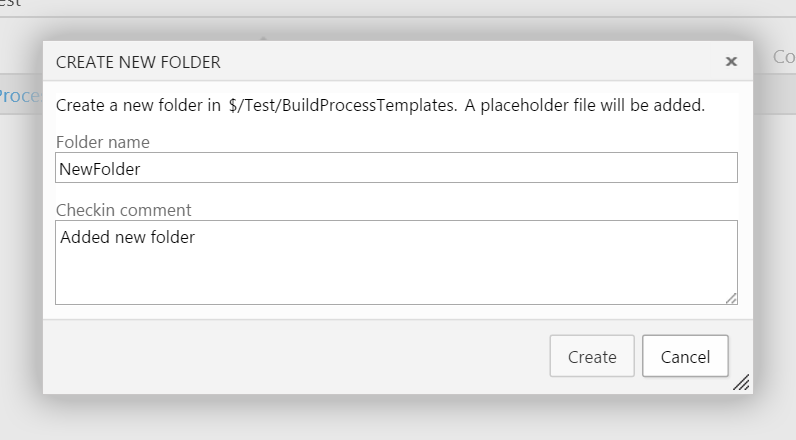 est
CREATE NEW FOLDER
Co
Proce
Create a new folder in $/Test/BuildProcessTemplates. A placeholder file will be added.
Folder name
NewFolder
Checkin comment
Added new folder
Create Cancel